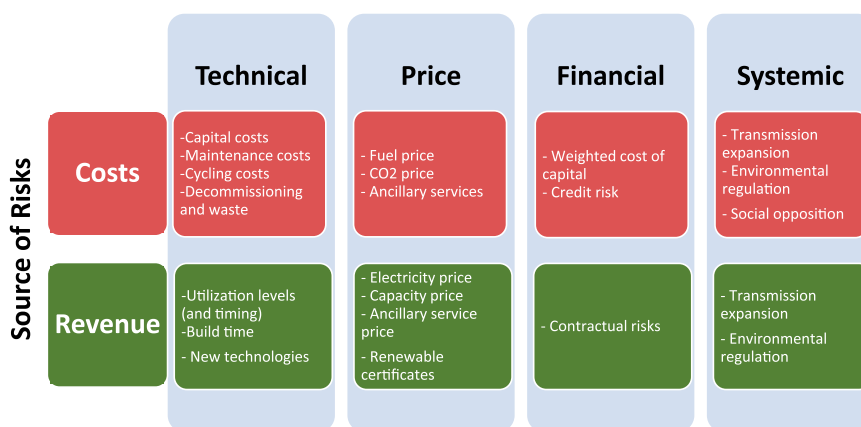 Technical
Price
Financial
Systemic
Source of Risks
Costs
-Capital costs
-Maintenance costs
-Cycling costs
-Decommissioning
and waste
- Fuel price
- CO2 price
- Ancillary services
- Weighted cost of
capital
- Credit risk
- Transmission
expansion
- Environmental
regulation
- Social opposition
Revenue
-Utilization levels
(and timing)
-Build time
- New technologies
- Electricity price
- Capacity price
- Ancillary service
price
- Renewable
certificates
- Contractual risks
- Transmission
expansion
- Environmental
regulation